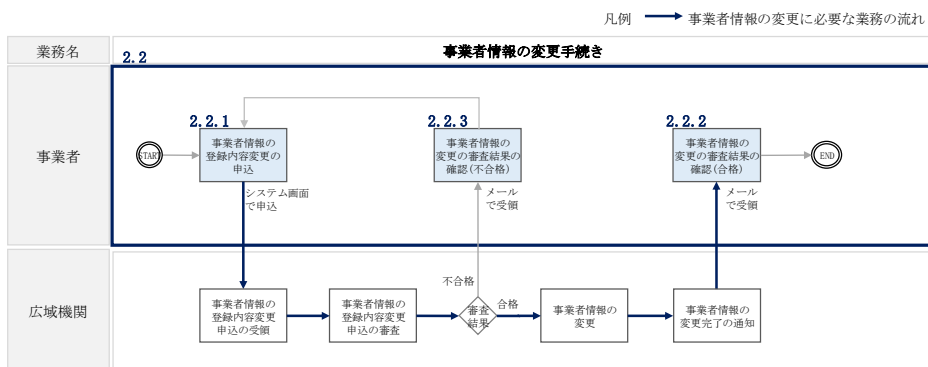 凡例 事業者情報の変更に必要な業務の流れ
業務名
2.2
事業者情報の変更手続き
事業者
START
2.2.1
事業者情報の
登録内容変更の
申込
システム画面
で申込
2.2.3
事業者情報の
変更の審査結果の
確認(不合格)
メール
で受領
2.2.2
事業者情報の
変更の審査結果の
確認(合格)
メール
で受領
END
広域機関
事業者情報の
登録内容変更
申込の受領
事業者情報の
登録内容変更
申込の審査
不合格
審査
結果
合格
事業者情報の
変更
事業者情報の
変更完了の通知